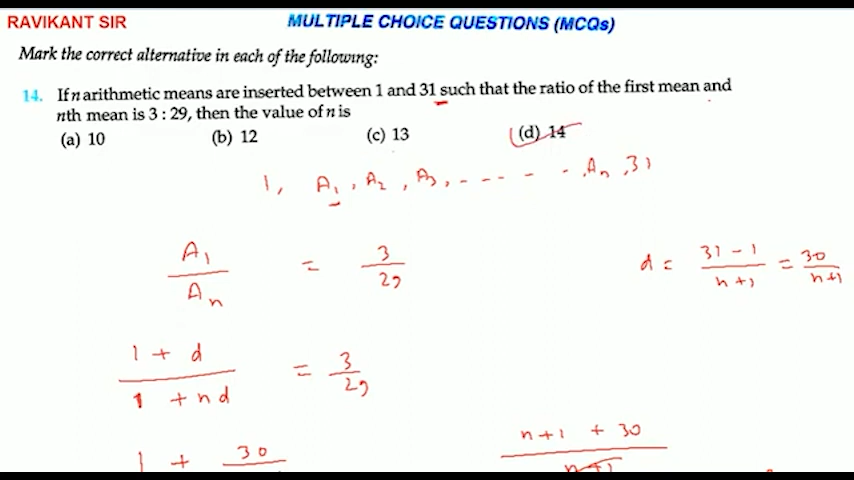 RAVIKANT SIR
MULTIPLE CHOICE QUESTIONS (MCQs)
Mark the correct alternative in each of the following:
14. If n arithmetic means are inserted between 1 and 31 such that the ratio of the first mean and
nth mean is 3 : 29, then the value of n is
(a) 10 (b) 12 (c) 13 (d) 14
1, A₁, A₂, A₃, - - - - - -, Aₙ, 31
A₁ / Aₙ = 3 / 29
d = 31 - 1 / n+1 = 30 / n+1
1 + d / 1 + nd = 3 / 29
1 + 30
n+1 + 30 / n+1